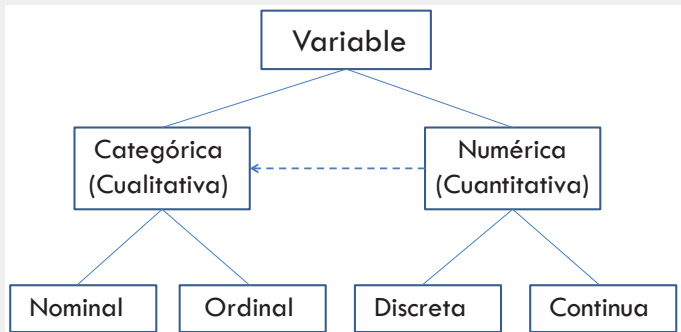 Variable
Categórica
(Cualitativa)
Numérica
(Cuantitativa)
Nominal
Ordinal
Discreta
Continua